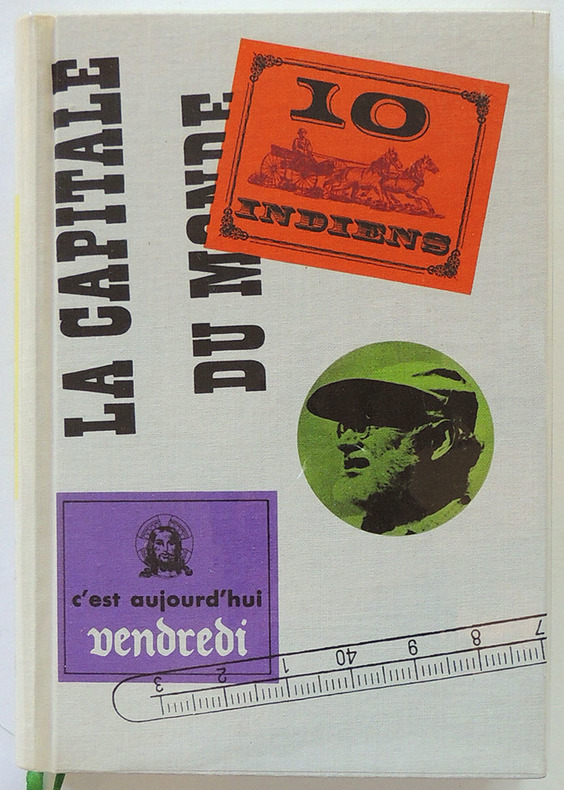 LA CAPITALE
DU MONDE
10
INDIENS
c'est aujourd'hui
vendredi
7 8 9 40 1 2 3